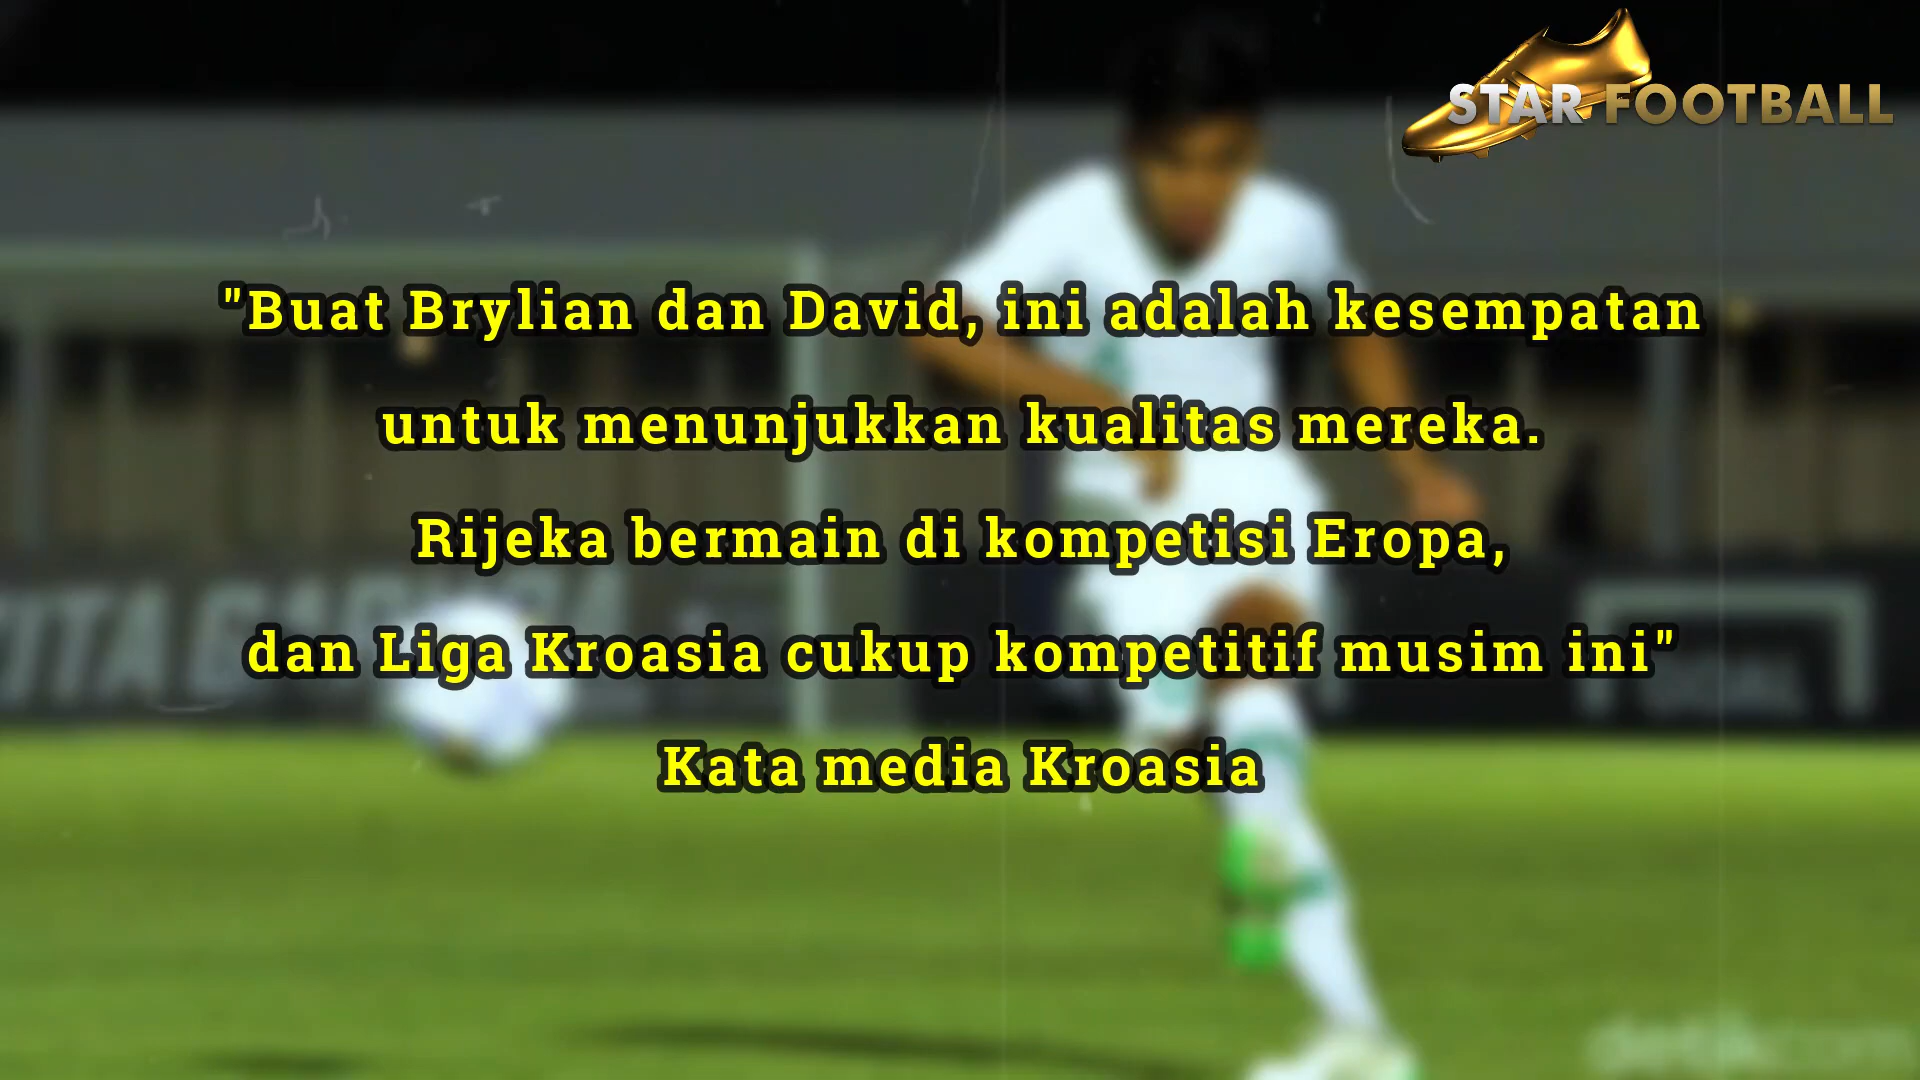 STAR FOOTBALL
"Buat Brylian dan David, ini adalah kesempatan
untuk menunjukkan kualitas mereka.
Rijeka bermain di kompetisi Eropa,
dan Liga Kroasia cukup kompetitif musim ini"
Kata media Kroasia
detikcom